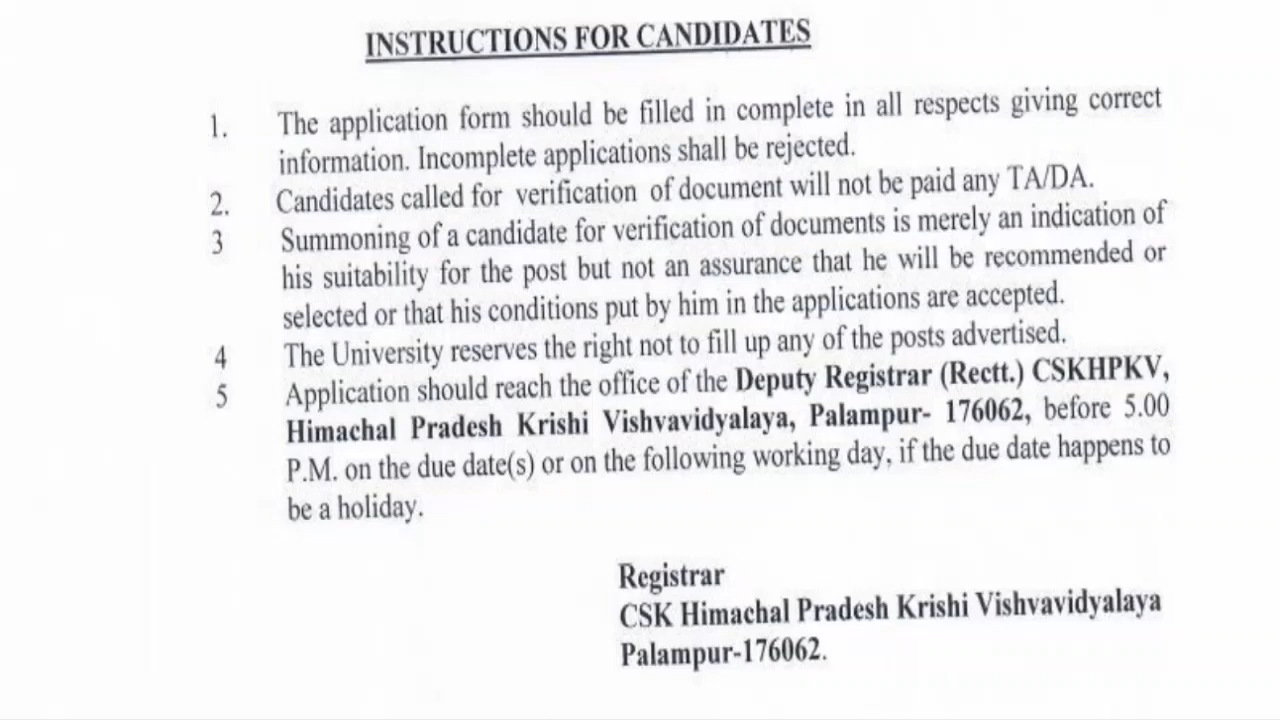 INSTRUCTIONS FOR CANDIDATES
1. The application form should be filled in complete in all respects giving correct
information. Incomplete applications shall be rejected.
2. Candidates called for verification of document will not be paid any TA/DA.
3 Summoning of a candidate for verification of documents is merely an indication of
his suitability for the post but not an assurance that he will be recommended or
selected or that his conditions put by him in the applications are accepted.
4 The University reserves the right not to fill up any of the posts advertised.
5 Application should reach the office of the Deputy Registrar (Rectt.) CSKHPKV,
Himachal Pradesh Krishi Vishvavidyalaya, Palampur- 176062, before 5.00
P.M. on the due date(s) or on the following working day, if the due date happens to
be a holiday.
Registrar
CSK Himachal Pradesh Krishi Vishvavidyalaya
Palampur-176062.